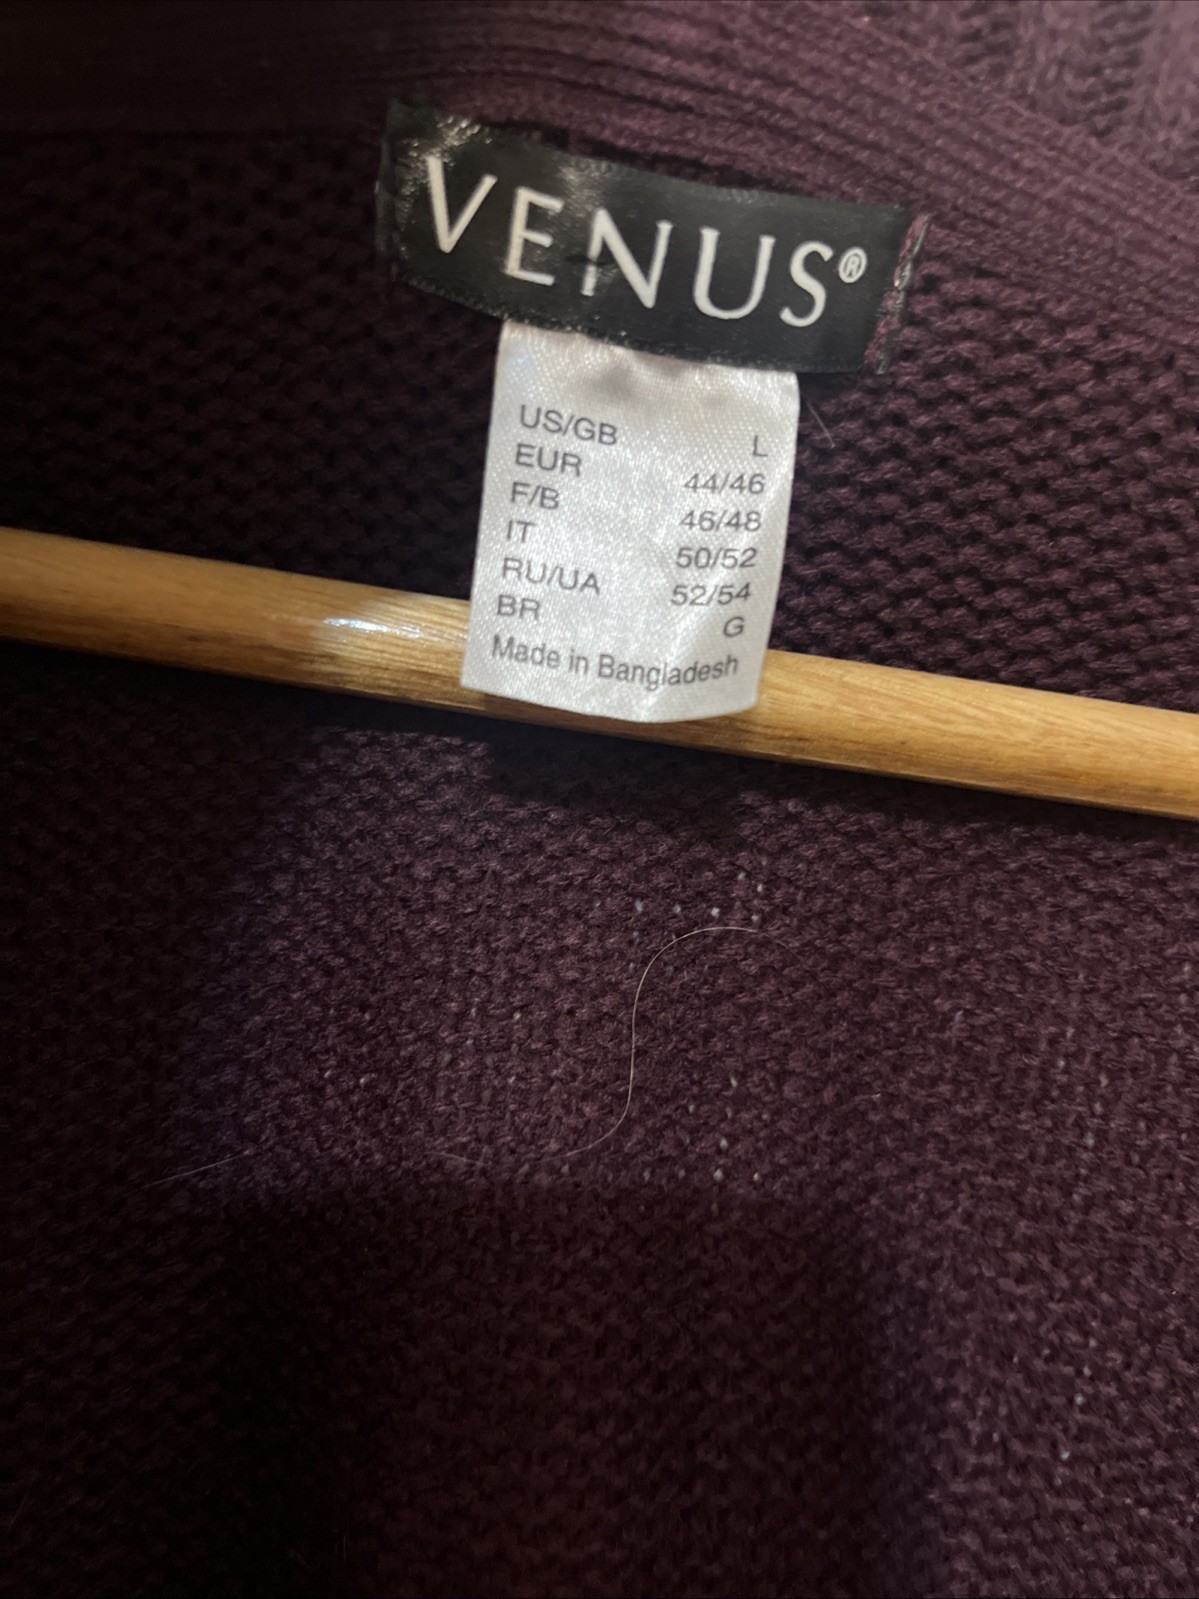 VENUS®
US/GB L
EUR 44/46
F/B 46/48
IT 50/52
RU/UA 52/54
BR G
Made in Bangladesh